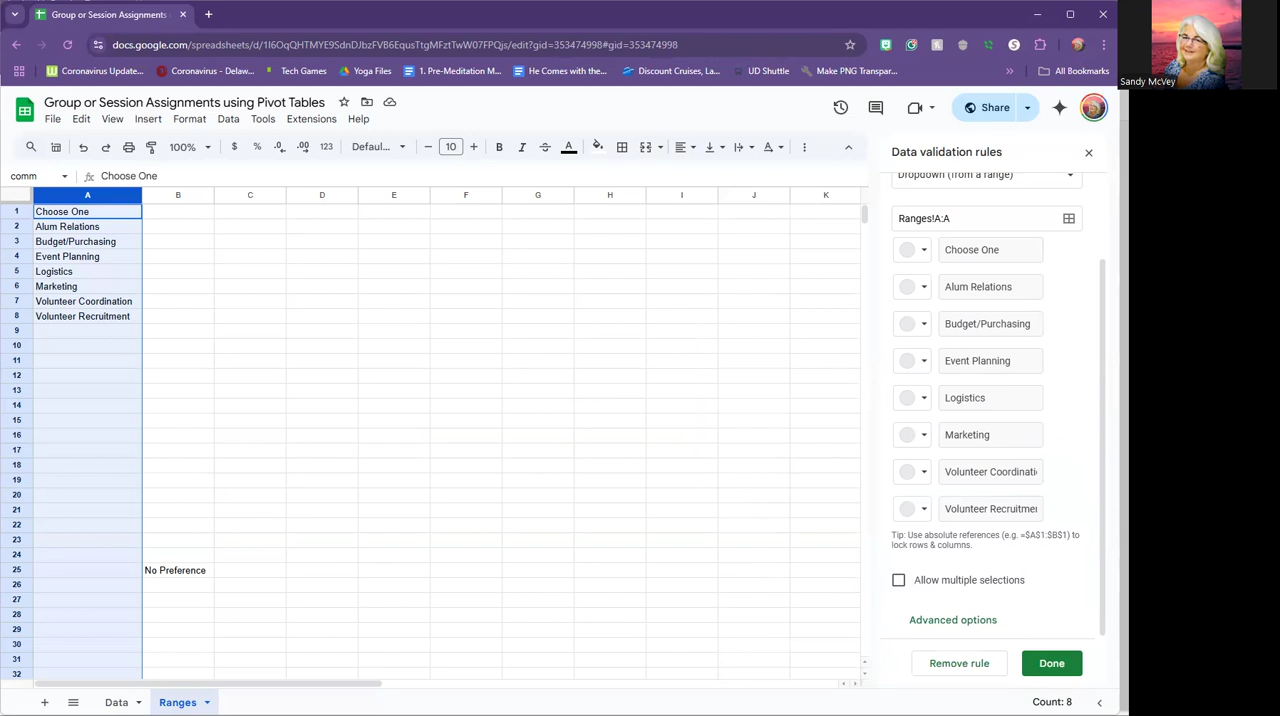 Group or Session Assignments
docs.google.com/spreadsheets/d/1l6OqQHTMYE9SdnDJbzFVB6EqusTtgMFztTwW07FPQjs/edit?gid=353474998#gid=353474998
Coronavirus Update...
Coronavirus - Delaw...
Tech Games
Yoga Files
1. Pre-Meditation M...
He Comes with the...
Discount Cruises, La...
UD Shuttle
Make PNG Transpar...
All Bookmarks
Sandy McVey
Group or Session Assignments using Pivot Tables
File Edit View Insert Format Data Tools Extensions Help
Share
100% $ % .0 .00 123 Defaul... 10 B I S A
Data validation rules
comm Choose One
A B C D E F G H I J K
1 Choose One
2 Alum Relations
3 Budget/Purchasing
4 Event Planning
5 Logistics
6 Marketing
7 Volunteer Coordination
8 Volunteer Recruitment
9
10
11
12
13
14
15
16
17
18
19
20
21
22
23
24
25 No Preference
26
27
28
29
30
31
32
Dropdown (from a range)
Ranges!A:A
Choose One
Alum Relations
Budget/Purchasing
Event Planning
Logistics
Marketing
Volunteer Coordinati
Volunteer Recruitmer
Tip: Use absolute references (e.g. =$A$1:$B$1) to
lock rows & columns.
Allow multiple selections
Advanced options
Remove rule
Done
Data
Ranges
Count: 8